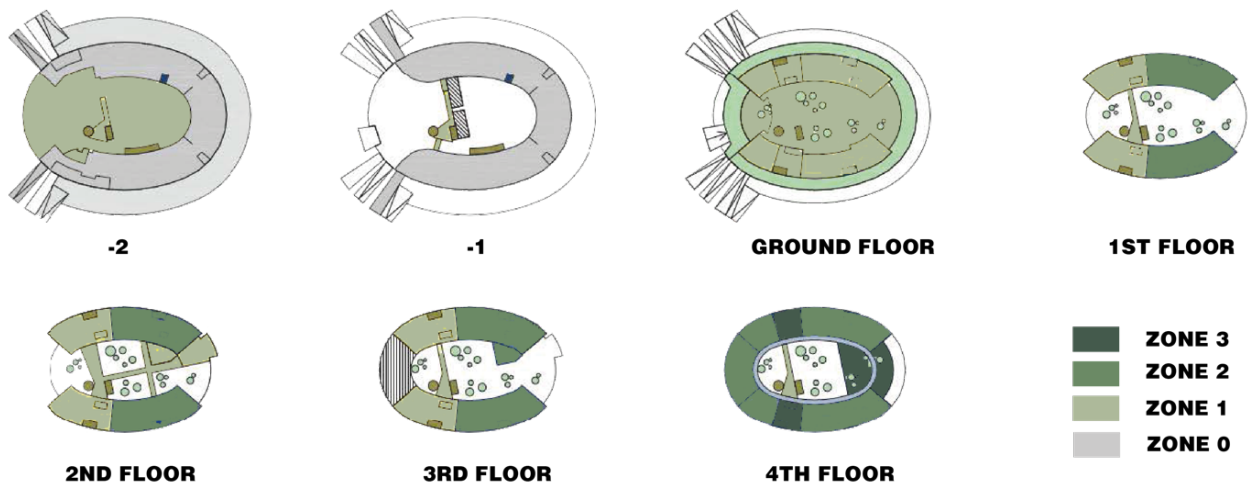 -2
-1
GROUND FLOOR
1ST FLOOR
2ND FLOOR
3RD FLOOR
4TH FLOOR
ZONE 3
ZONE 2
ZONE 1
ZONE 0